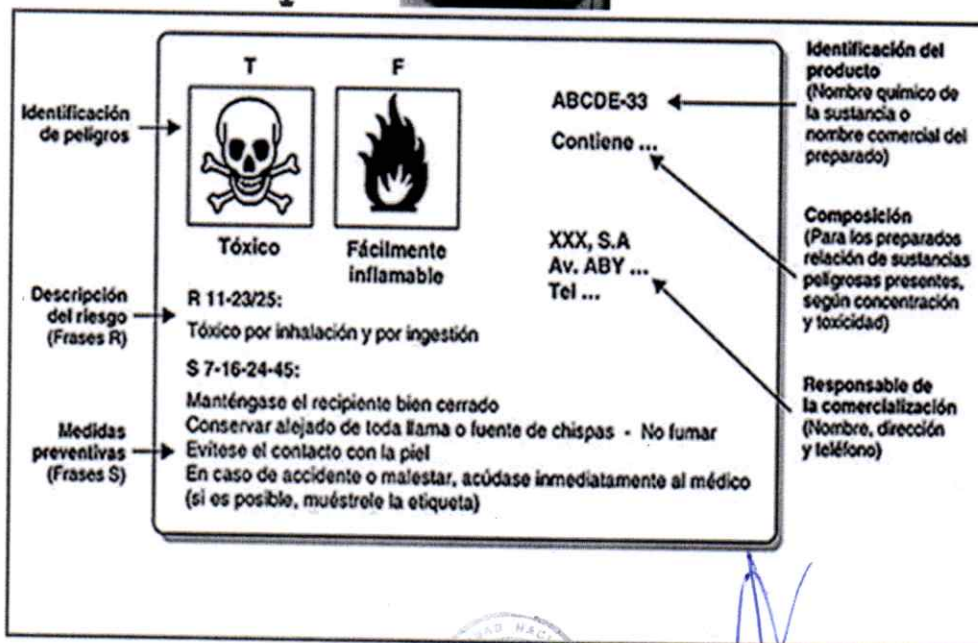 Identificación
de peligros
T
F
Tóxico
Fácilmente
inflamable
ABCDE-33
Contiene ...
XXX, S.A
Av. ABY ...
Tel ...
Descripción
del riesgo
(Frases R)
R 11-23/25:
Tóxico por inhalación y por ingestión
Medidas
preventivas
(Frases S)
S 7-16-24-45:
Manténgase el recipiente bien cerrado
Conservar alejado de toda llama o fuente de chispas - No fumar
Evitese el contacto con la piel
En caso de accidente o malestar, acúdase inmediatamente al médico
(si es posible, muéstrele la etiqueta)
Identificación del
producto
(Nombre químico de
la sustancia o
nombre comercial del
preparado)
Composición
(Para los preparados
relación de sustancias
peligrosas presentes,
según concentración
y toxicidad)
Responsable de
la comercialización
(Nombre, dirección
y teléfono)